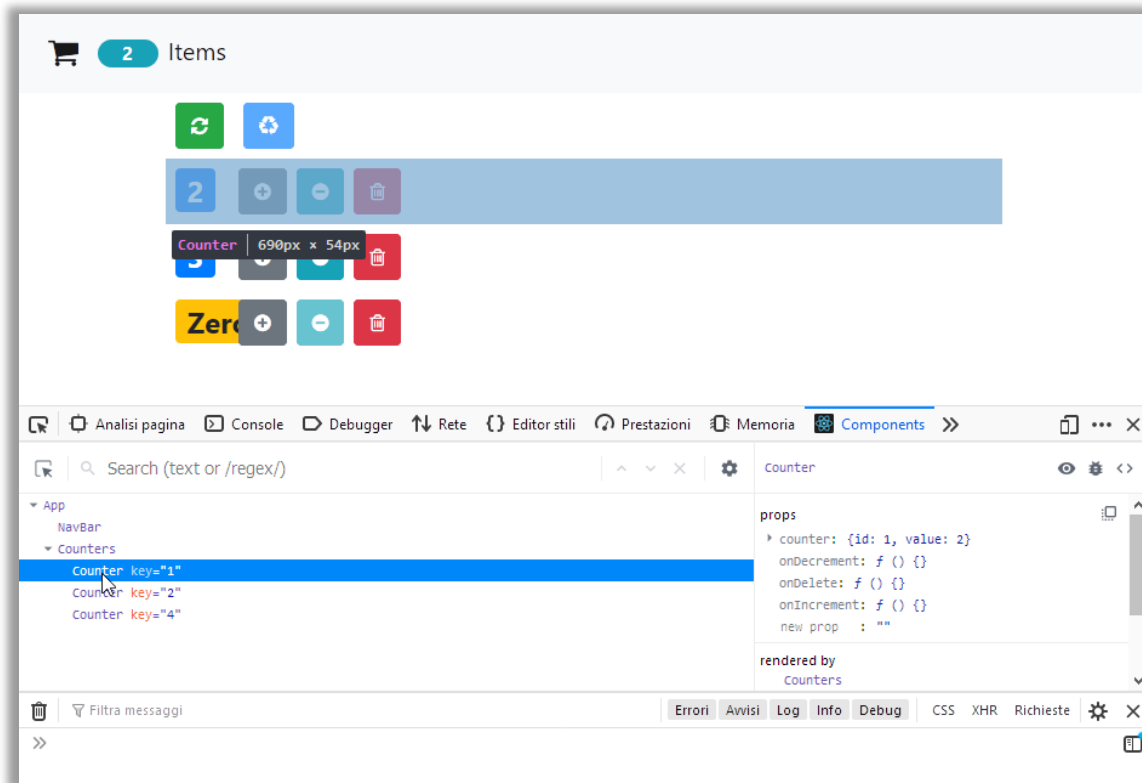 2 Items
2
Counter | 690px × 54px
Zero
Analisi pagina Console Debugger Rete Editor stili Prestazioni Memoria Components
Search (text or /regex/)
Counter
App
NavBar
Counters
Counter key="1"
Counter key="2"
Counter key="4"
props
counter: {id: 1, value: 2}
onDecrement: ƒ () {}
onDelete: ƒ () {}
onIncrement: ƒ () {}
new prop : ""
rendered by
Counters
Filtra messaggi
Errori Avvisi Log Info Debug CSS XHR Richieste